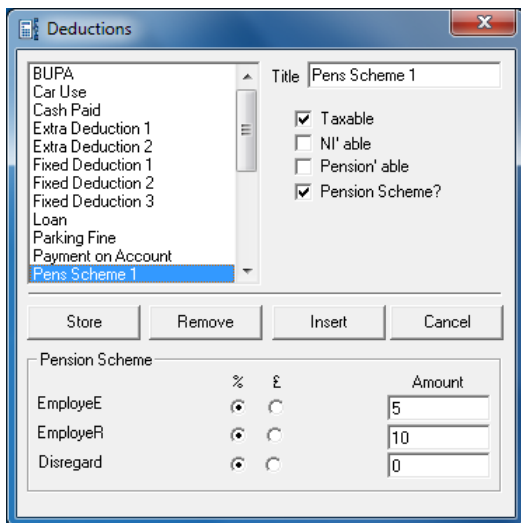 Deductions
BUPA
Car Use
Cash Paid
Extra Deduction 1
Extra Deduction 2
Fixed Deduction 1
Fixed Deduction 2
Fixed Deduction 3
Loan
Parking Fine
Payment on Account
Pens Scheme 1
Title Pens Scheme 1
Taxable
NI' able
Pension' able
Pension Scheme?
Store Remove Insert Cancel
Pension Scheme
% £ Amount
EmployeE 5
EmployeR 10
Disregard 0